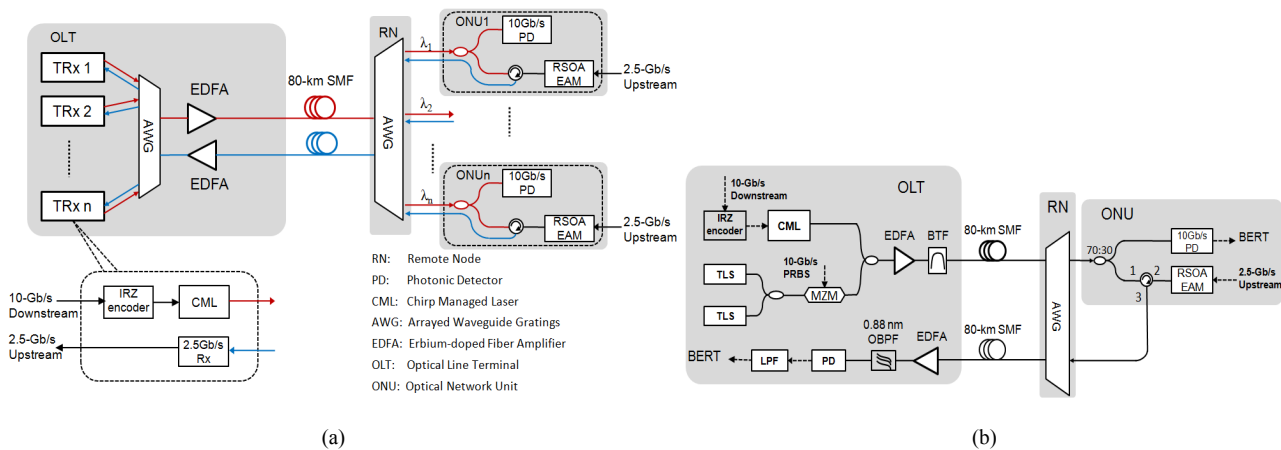 OLT
TRx 1
TRx 2
TRx n
AWG
EDFA
EDFA
80-km SMF
RN
AWG
λ1
λ2
λn
ONU1
10Gb/s
PD
RSOA
EAM
2.5-Gb/s
Upstream
ONUn
10Gb/s
PD
RSOA
EAM
2.5-Gb/s
Upstream
10-Gb/s
Downstream
IRZ
encoder
CML
2.5-Gb/s
Upstream
2.5Gb/s
Rx
RN: Remote Node
PD: Photonic Detector
CML: Chirp Managed Laser
AWG: Arrayed Waveguide Gratings
EDFA: Erbium-doped Fiber Amplifier
OLT: Optical Line Terminal
ONU: Optical Network Unit
(a)
10-Gb/s
Downstream
OLT
IRZ
encoder
CML
10-Gb/s
PRBS
TLS
TLS
MZM
EDFA
BTF
80-km SMF
RN
AWG
ONU
70:30
10Gb/s
PD
BERT
1
2
3
RSOA
EAM
2.5-Gb/s
Upstream
BERT
LPF
PD
0.88 nm
OBPF
EDFA
80-km SMF
(b)